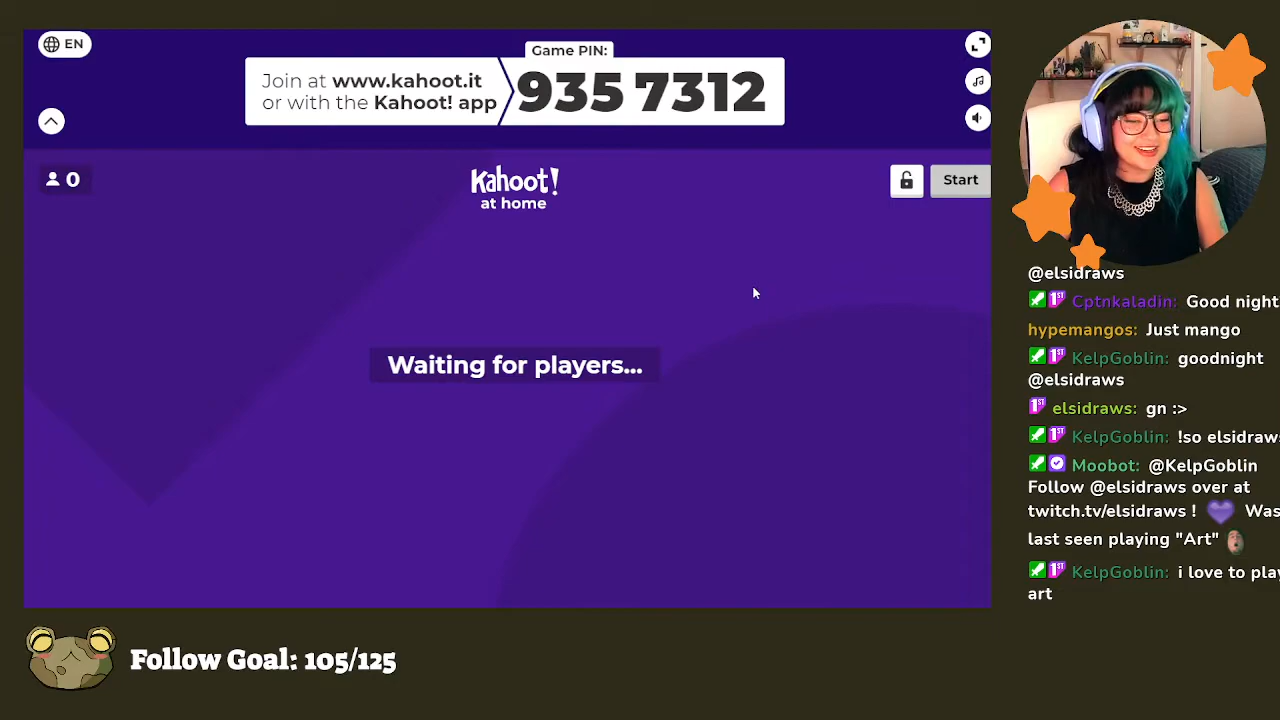 EN
Game PIN:
Join at www.kahoot.it
or with the Kahoot! app
935 7312
0
Kahoot!
at home
Start
Waiting for players...
@elsidraws
Cptnkaladin: Good night
hypemangos: Just mango
KelpGoblin: goodnight
@elsidraws
elsidraws: gn :>
KelpGoblin: !so elsidraws
Moobot: @KelpGoblin
Follow @elsidraws over at
twitch.tv/elsidraws ! Was
last seen playing "Art"
KelpGoblin: i love to play
art
Follow Goal: 105/125